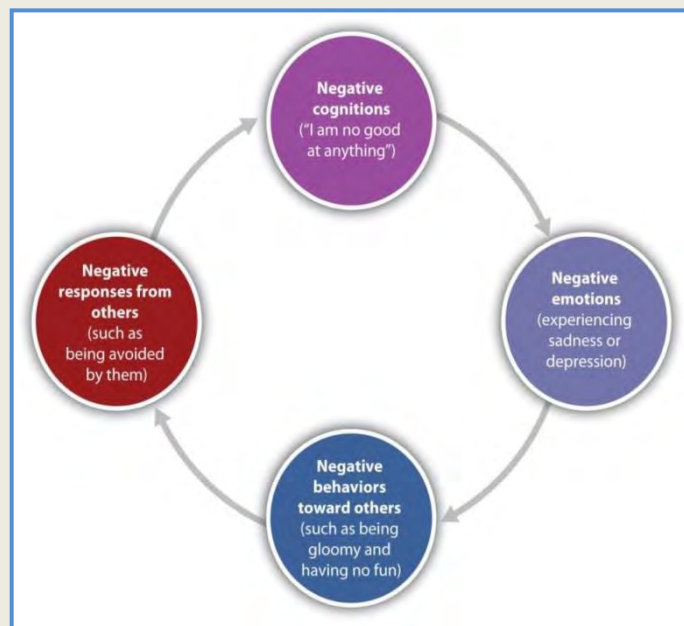 Negative
cognitions
("I am no good
at anything")
Negative
emotions
(experiencing
sadness or
depression)
Negative
behaviors
toward others
(such as being
gloomy and
having no fun)
Negative
responses from
others
(such as
being avoided
by them)